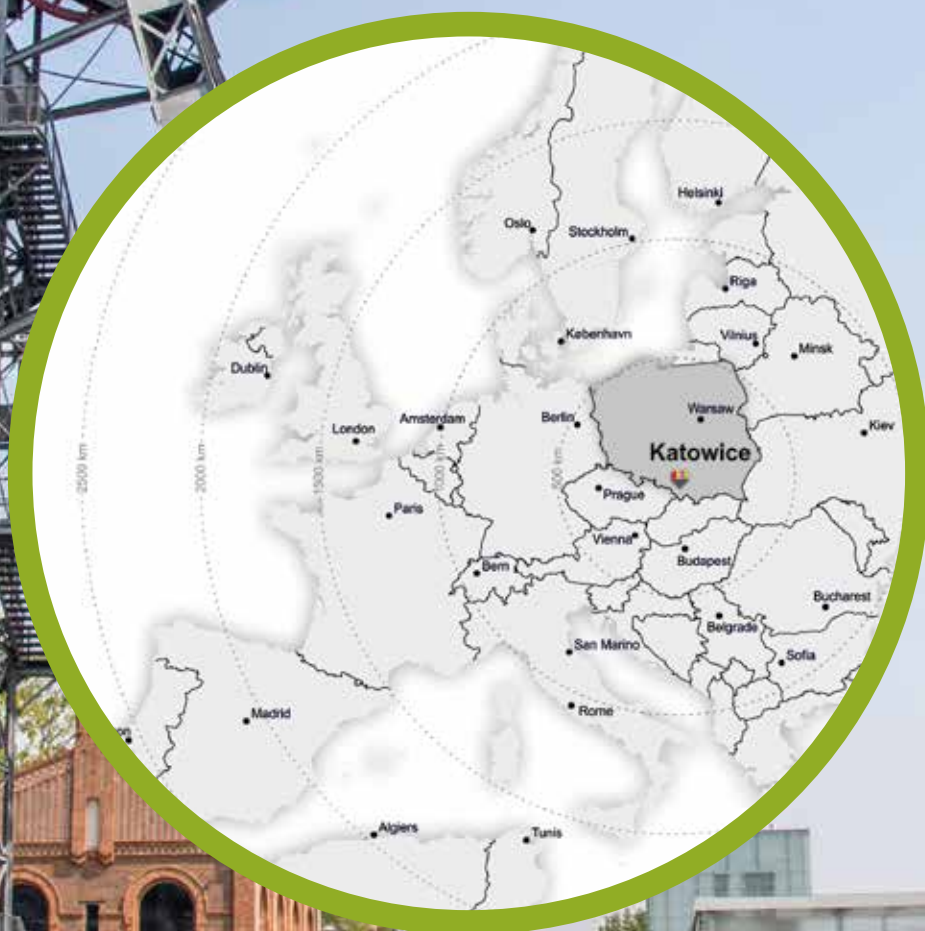 Helsinki
Oslo
Stockholm
Riga
København
Vilnius
Minsk
Dublin
Amsterdam
Berlin
Warsaw
London
Kiev
Katowice
2500 km
2000 km
1500 km
1000 km
500 km
Prague
Paris
Vienna
Budapest
Bern
Bucharest
Belgrade
San Marino
Sofia
Rome
Madrid
on
Algiers
Tunis